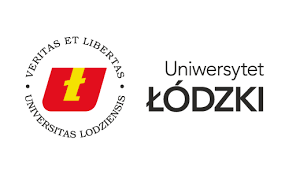 VERITAS ET LIBERTAS
UNIVERSITAS LODZIENSIS
ł
Uniwersytet
ŁÓDZKI